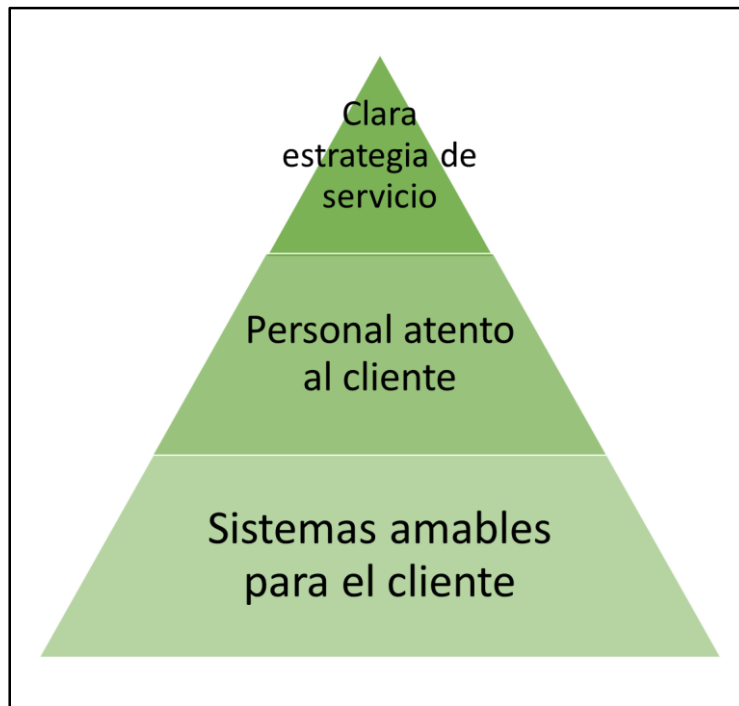 Clara
estrategia de
servicio
Personal atento
al cliente
Sistemas amables
para el cliente